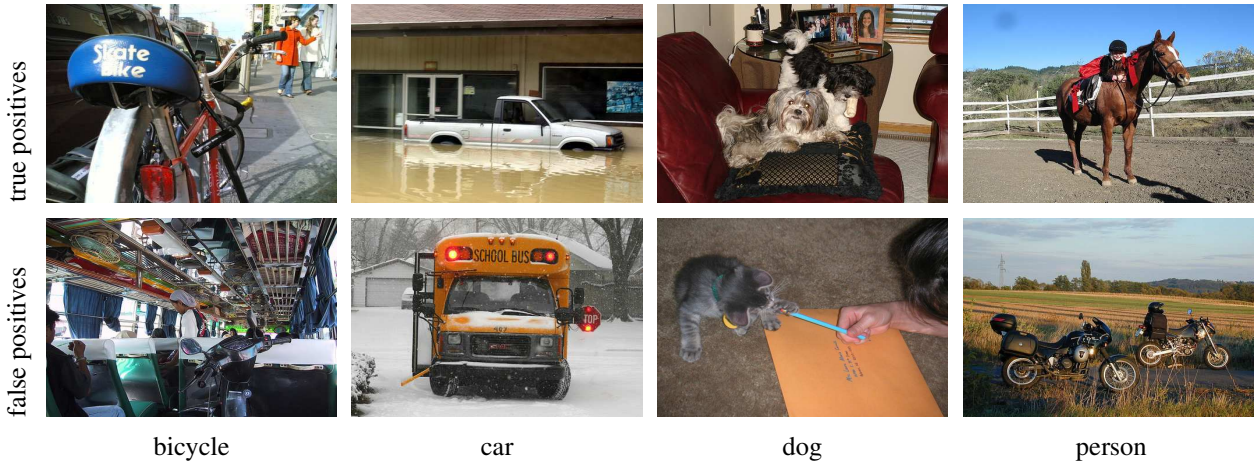 true positives
Skate
Bike
false positives
SCHOOL BUS
STOP
bicycle
car
dog
person